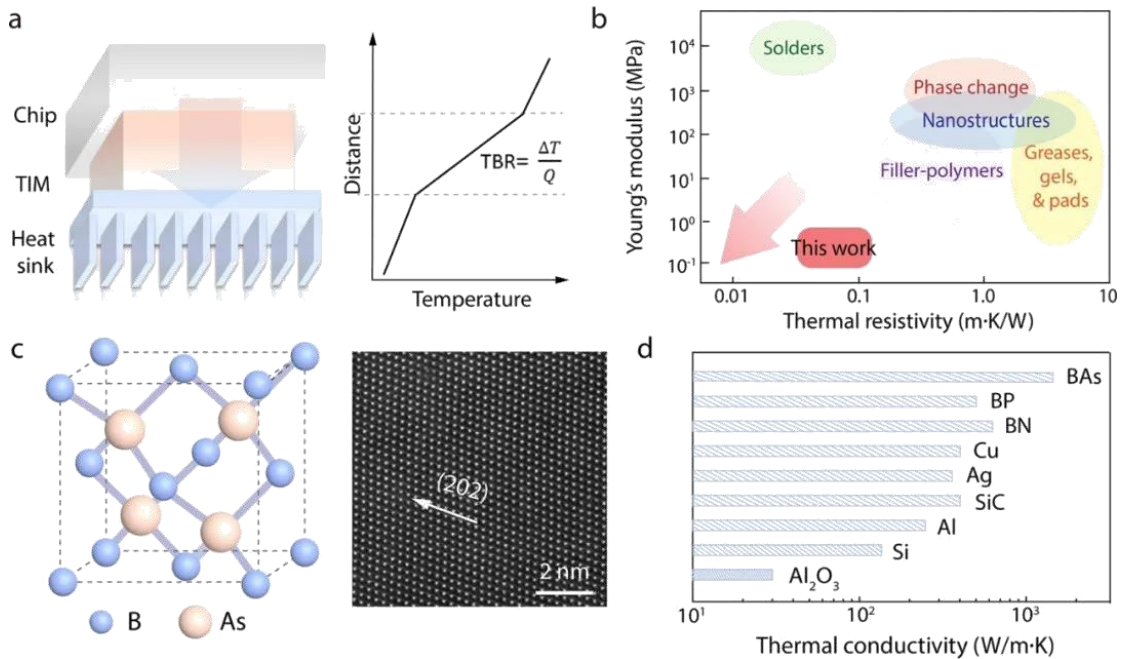 a
Chip
TIM
Heat
sink
Distance
TBR= ΔT/Q
Temperature
b
Young's modulus (MPa)
10⁴
10³
10²
10¹
10⁰
10⁻¹
Solders
Phase change
Nanostructures
Filler-polymers
Greases,
gels,
& pads
This work
0.01
0.1
1.0
10
Thermal resistivity (m·K/W)
c
B
As
(202)
2 nm
d
BAs
BP
BN
Cu
Ag
SiC
Al
Si
Al₂O₃
10¹
10²
10³
Thermal conductivity (W/m·K)